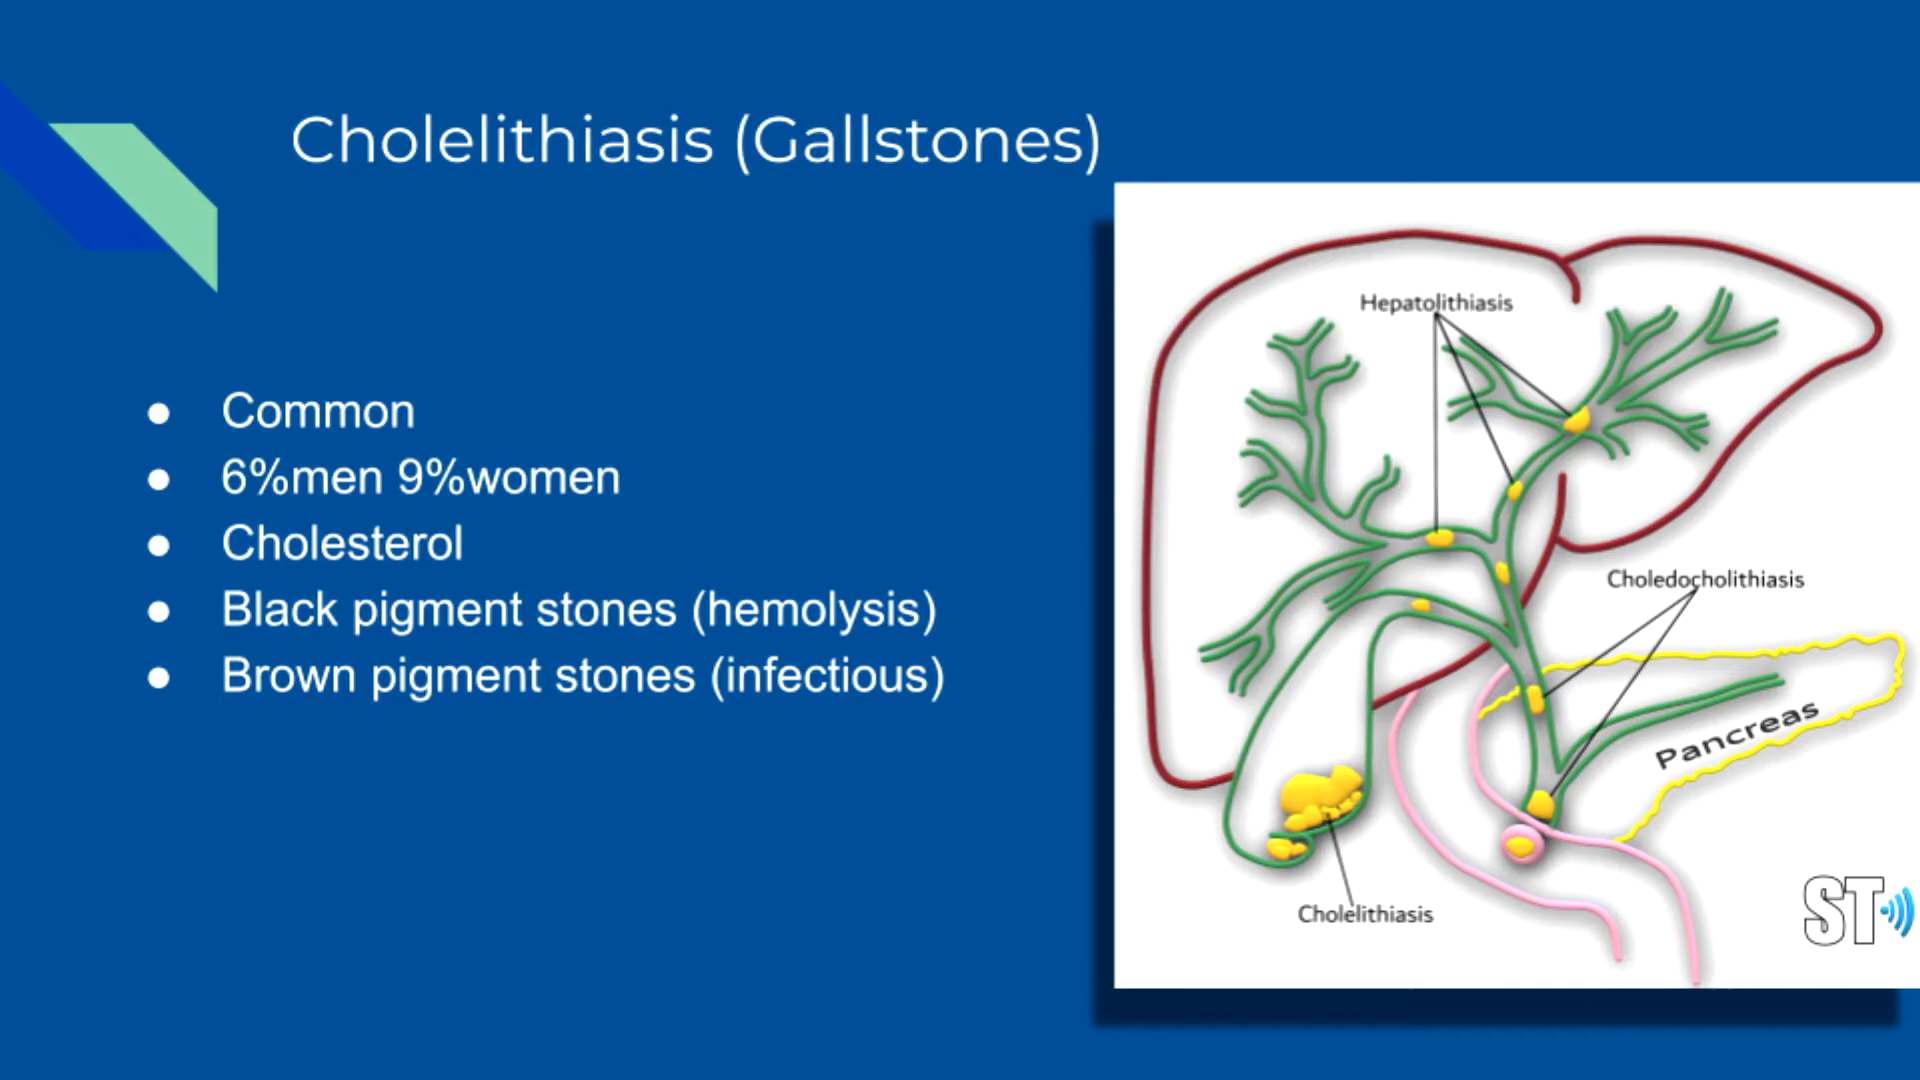 Cholelithiasis (Gallstones)
● Common
● 6%men 9%women
● Cholesterol
● Black pigment stones (hemolysis)
● Brown pigment stones (infectious)
Hepatolithiasis
Choledocholithiasis
Pancreas
Cholelithiasis
ST